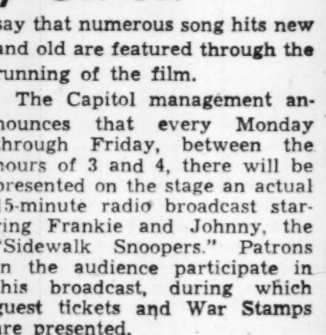 say that numerous song hits new
and old are featured through the
running of the film.
The Capitol management an-
nounces that every Monday
through Friday, between the
hours of 3 and 4, there will be
presented on the stage an actual
15-minute radio broadcast star-
ring Frankie and Johnny, the
"Sidewalk Snoopers." Patrons
in the audience participate in
this broadcast, during which
guest tickets and War Stamps
are presented.